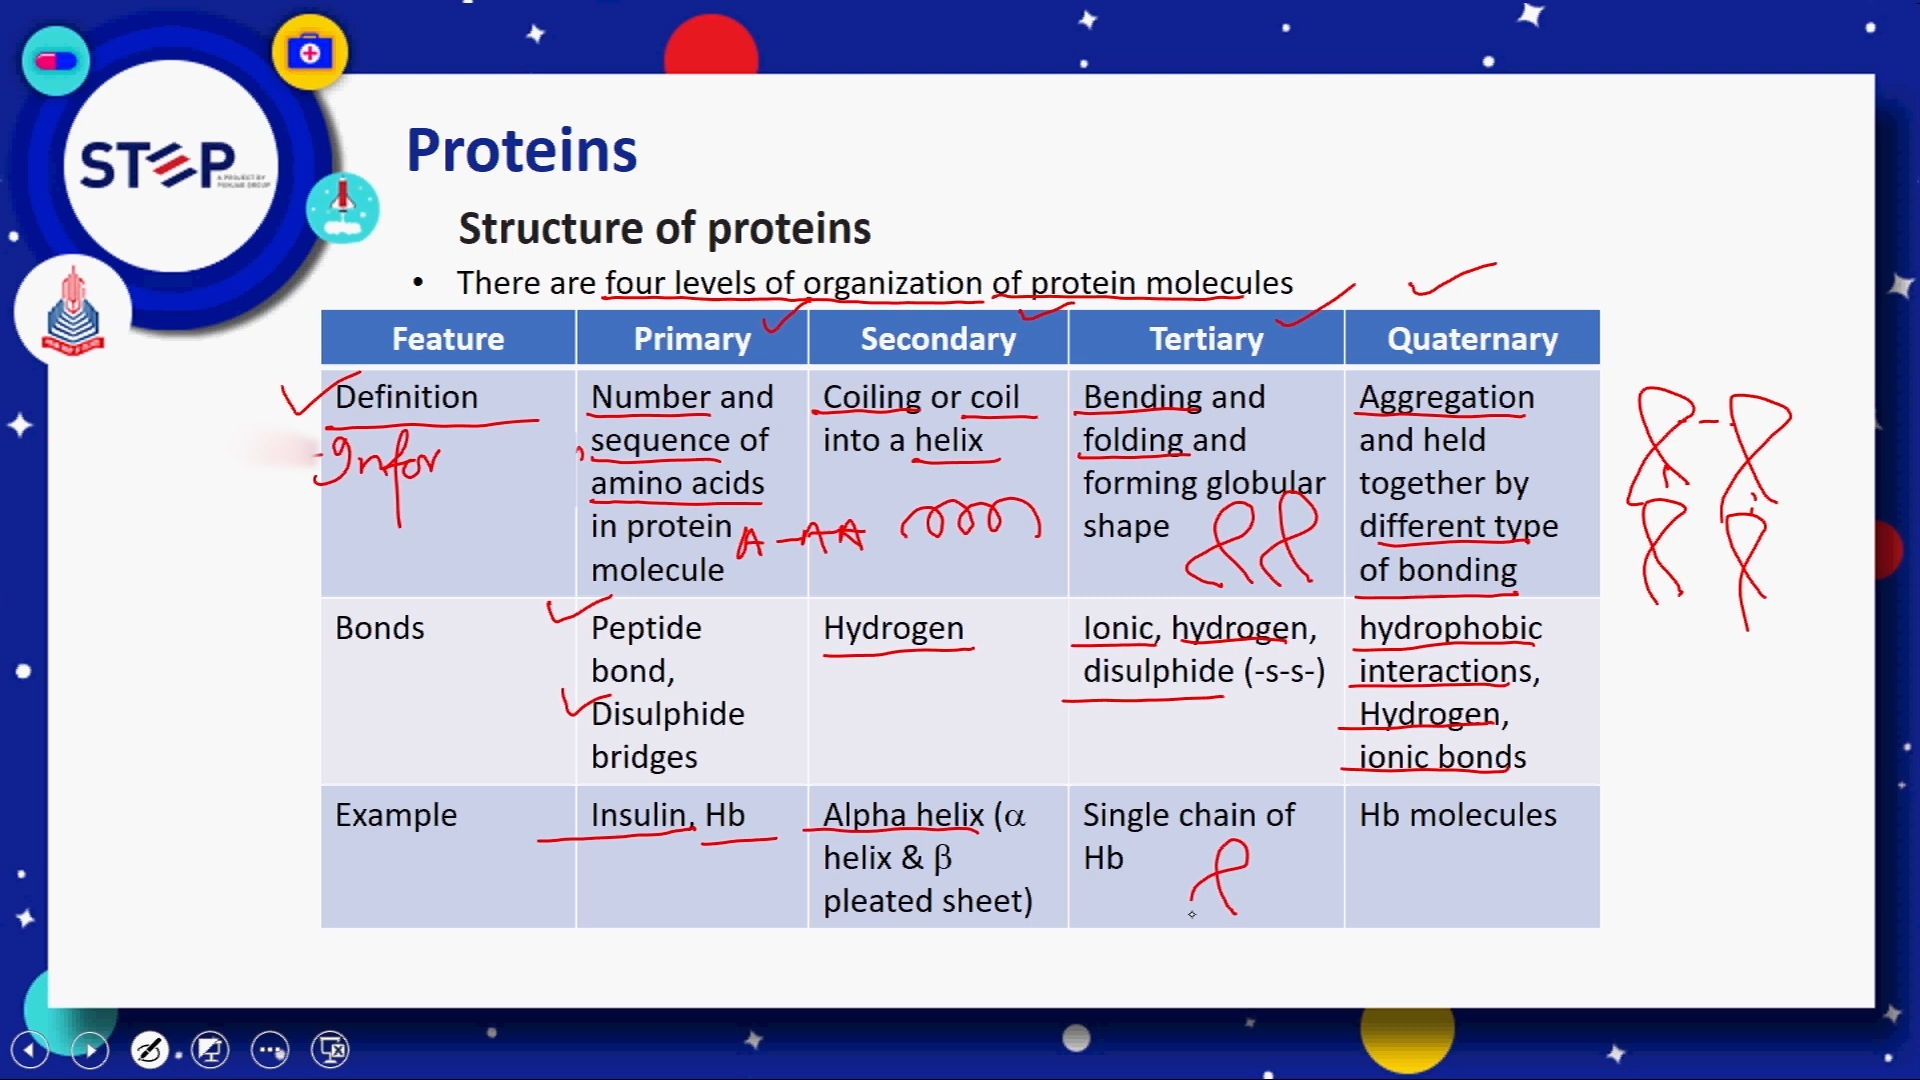 STEP
A PROJECT BY
PUNJAB GROUP
Proteins
Structure of proteins
• There are four levels of organization of protein molecules
Feature Primary Secondary Tertiary Quaternary
Definition
Infor
Number and
sequence of
amino acids
in protein
molecule
A-AA
Coiling or coil
into a helix
Bending and
folding and
forming globular
shape
Aggregation
and held
together by
different type
of bonding
Bonds
Peptide
bond,
Disulphide
bridges
Hydrogen
Ionic, hydrogen,
disulphide (-s-s-)
hydrophobic
interactions,
Hydrogen,
ionic bonds
Example
Insulin, Hb
Alpha helix (α
helix & β
pleated sheet)
Single chain of
Hb
Hb molecules